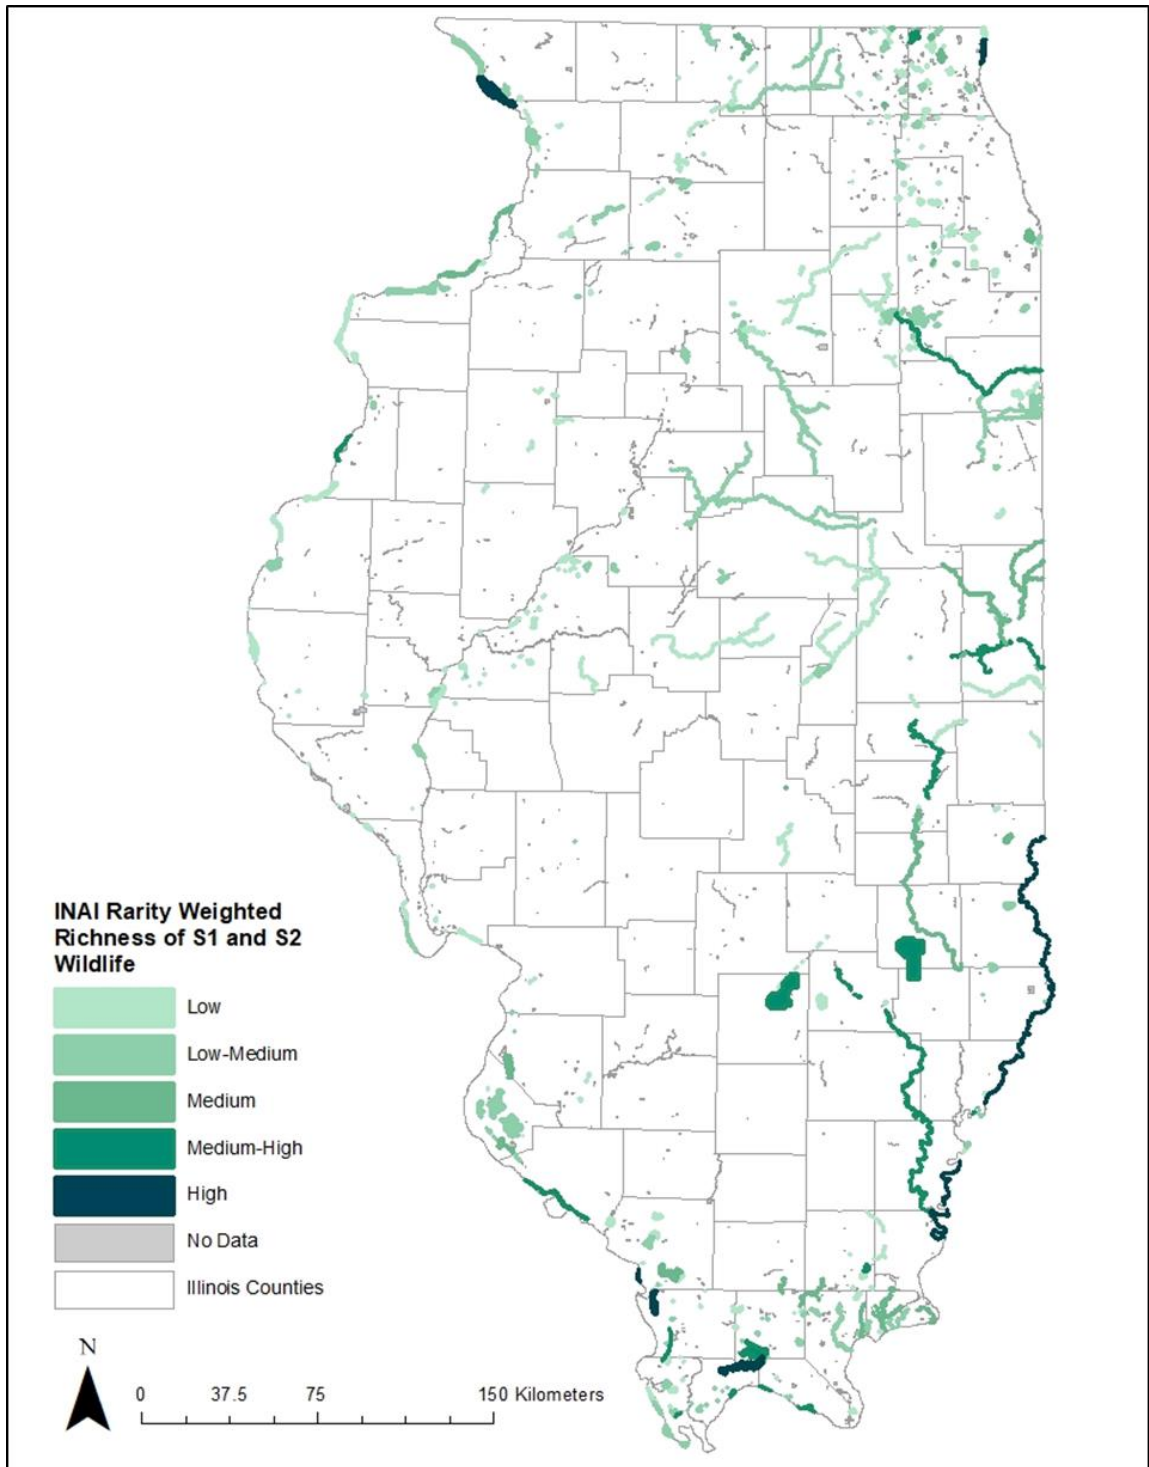 INAI Rarity Weighted
Richness of S1 and S2
Wildlife
Low
Low-Medium
Medium
Medium-High
High
No Data
Illinois Counties
N
0 37.5 75 150 Kilometers